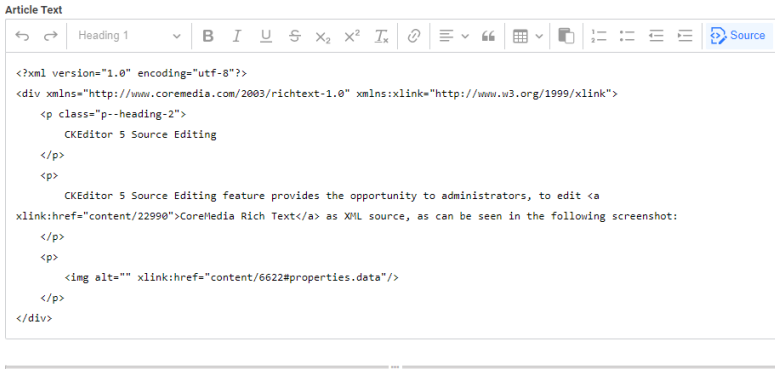 Article Text
Heading 1
B I U S X₂ X² Tx
Source
<?xml version="1.0" encoding="utf-8"?>
<div xmlns="http://www.coremedia.com/2003/richtext-1.0" xmlns:xlink="http://www.w3.org/1999/xlink">
<p class="p--heading-2">
CKEditor 5 Source Editing
</p>
<p>
CKEditor 5 Source Editing feature provides the opportunity to administrators, to edit <a
xlink:href="content/22990">CoreMedia Rich Text</a> as XML source, as can be seen in the following screenshot:
</p>
<p>
<img alt="" xlink:href="content/6622#properties.data"/>
</p>
</div>